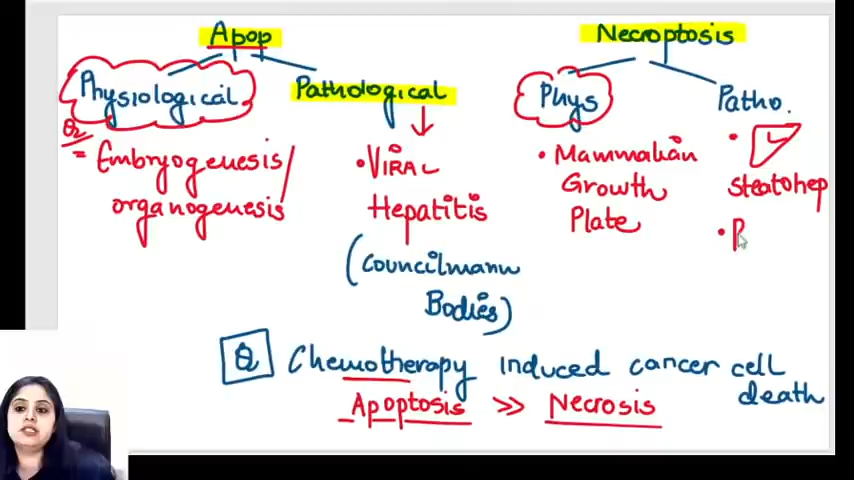 Apop
Necroptosis
Physiological
Pathological
Phys
Patho.
Q
= Embryogenesis/
organogenesis
• VIRAL
Hepatitis
(Councilmann
Bodies)
• Mammalian
Growth
Plate
• L
steatohep
•
Q Chemotherapy induced cancer cell
death
Apoptosis >> Necrosis